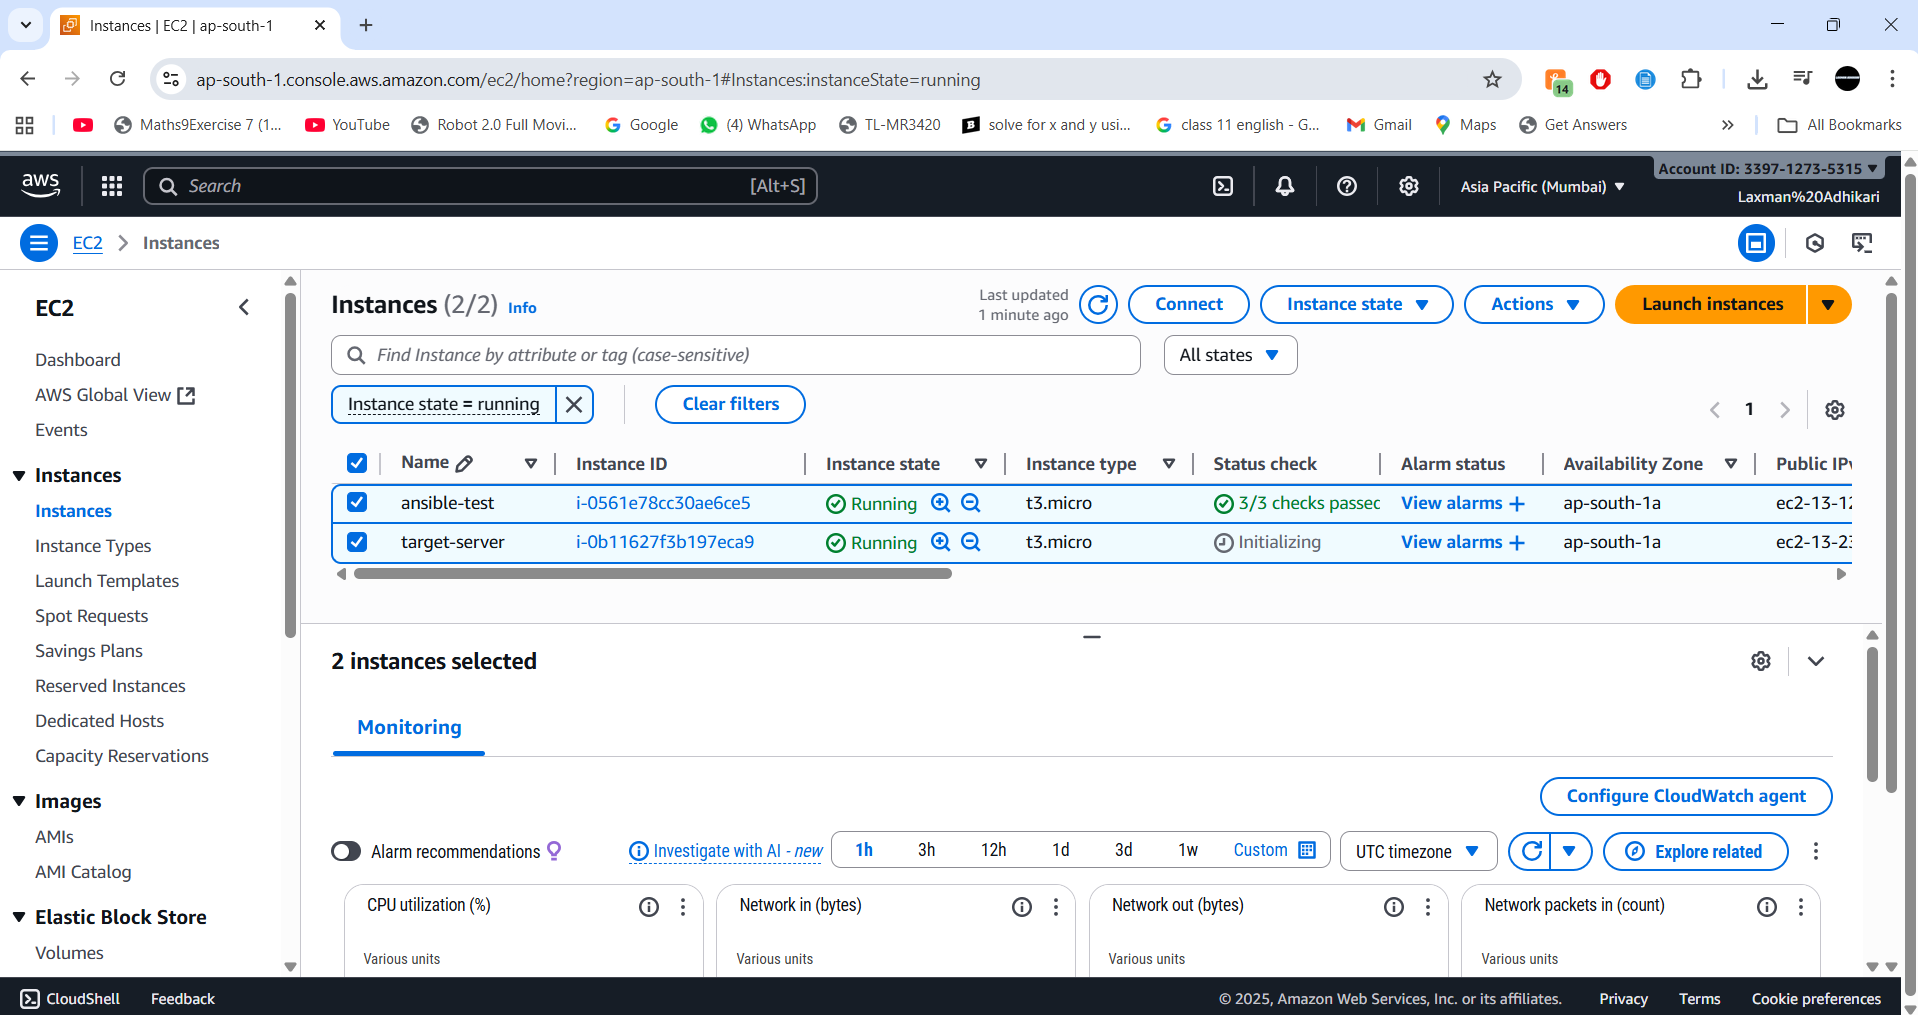 Instances | EC2 | ap-south-1
ap-south-1.console.aws.amazon.com/ec2/home?region=ap-south-1#Instances:instanceState=running
14
Maths9Exercise 7 (1... YouTube Robot 2.0 Full Movi... Google (4) WhatsApp TL-MR3420 solve for x and y usi... class 11 english - G... Gmail Maps Get Answers » All Bookmarks
aws Search [Alt+S] Asia Pacific (Mumbai) Account ID: 3397-1273-5315
Laxman%20Adhikari
EC2 Instances
EC2
Dashboard
AWS Global View
Events
Instances
Instances
Instance Types
Launch Templates
Spot Requests
Savings Plans
Reserved Instances
Dedicated Hosts
Capacity Reservations
Images
AMIs
AMI Catalog
Elastic Block Store
Volumes
Instances (2/2) Info
Last updated
1 minute ago
Connect Instance state Actions Launch instances
Find Instance by attribute or tag (case-sensitive) All states
Instance state = running Clear filters
1
Name Instance ID Instance state Instance type Status check Alarm status Availability Zone Public IPv
ansible-test i-0561e78cc30ae6ce5 Running t3.micro 3/3 checks passed View alarms + ap-south-1a ec2-13-12
target-server i-0b11627f3b197eca9 Running t3.micro Initializing View alarms + ap-south-1a ec2-13-23
2 instances selected
Monitoring
Configure CloudWatch agent
Alarm recommendations Investigate with AI - new 1h 3h 12h 1d 3d 1w Custom UTC timezone Explore related
CPU utilization (%) Network in (bytes) Network out (bytes) Network packets in (count)
Various units Various units Various units Various units
CloudShell Feedback © 2025, Amazon Web Services, Inc. or its affiliates. Privacy Terms Cookie preferences